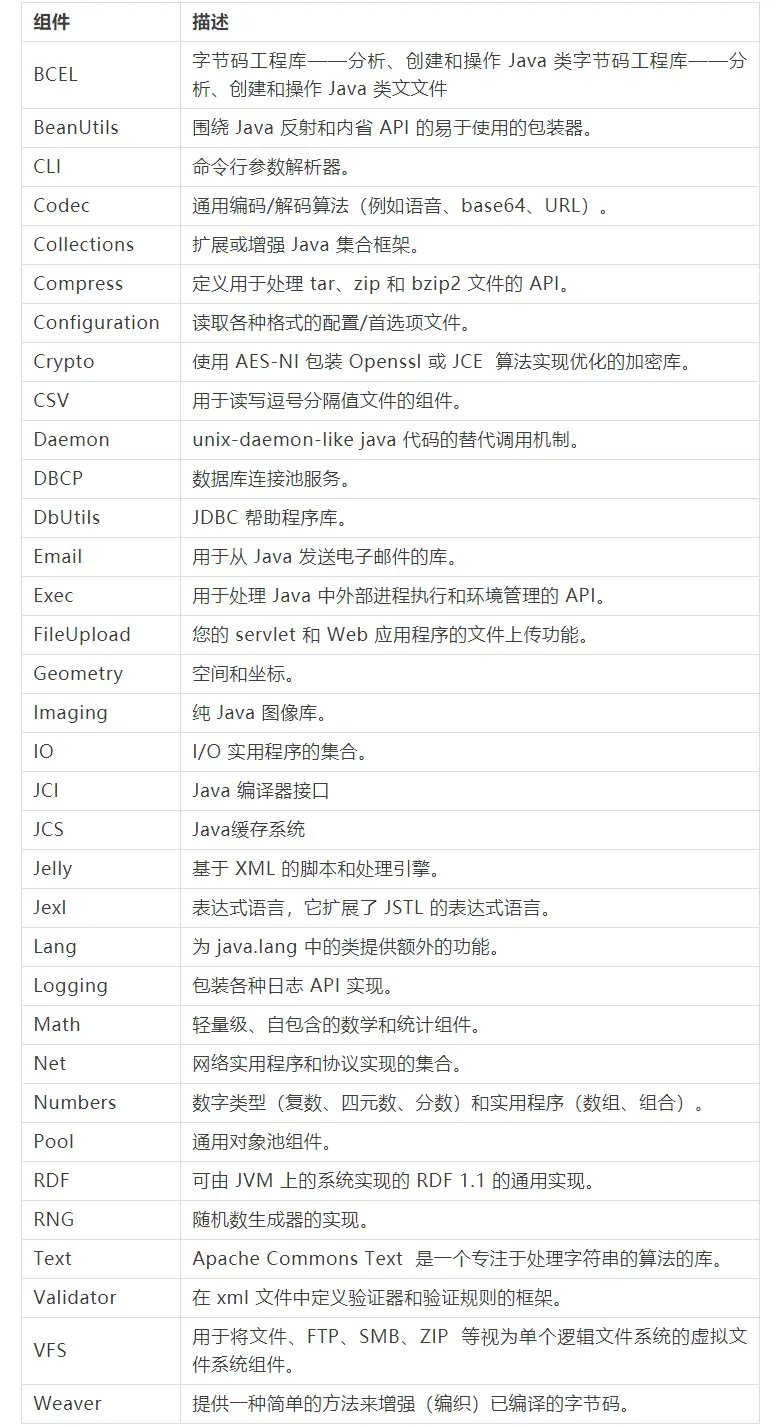 组件 描述
BCEL 字节码工程库——分析、创建和操作 Java 类字节码工程库——分
析、创建和操作 Java 类文文件
BeanUtils 围绕 Java 反射和内省 API 的易于使用的包装器。
CLI 命令行参数解析器。
Codec 通用编码/解码算法（例如语音、base64、URL）。
Collections 扩展或增强 Java 集合框架。
Compress 定义用于处理 tar、zip 和 bzip2 文件的 API。
Configuration 读取各种格式的配置/首选项文件。
Crypto 使用 AES-NI 包装 Openssl 或 JCE 算法实现优化的加密库。
CSV 用于读写逗号分隔值文件的组件。
Daemon unix-daemon-like java 代码的替代调用机制。
DBCP 数据库连接池服务。
DbUtils JDBC 帮助程序库。
Email 用于从 Java 发送电子邮件的库。
Exec 用于处理 Java 中外部进程执行和环境管理的 API。
FileUpload 您的 servlet 和 Web 应用程序的文件上传功能。
Geometry 空间和坐标。
Imaging 纯 Java 图像库。
IO I/O 实用程序的集合。
JCI Java 编译器接口
JCS Java缓存系统
Jelly 基于 XML 的脚本和处理引擎。
Jexl 表达式语言，它扩展了 JSTL 的表达式语言。
Lang 为 java.lang 中的类提供额外的功能。
Logging 包装各种日志 API 实现。
Math 轻量级、自包含的数学和统计组件。
Net 网络实用程序和协议实现的集合。
Numbers 数字类型（复数、四元数、分数）和实用程序（数组、组合）。
Pool 通用对象池组件。
RDF 可由 JVM 上的系统实现的 RDF 1.1 的通用实现。
RNG 随机数生成器的实现。
Text Apache Commons Text 是一个专注于处理字符串的算法的库。
Validator 在 xml 文件中定义验证器和验证规则的框架。
VFS 用于将文件、FTP、SMB、ZIP 等视为单个逻辑文件系统的虚拟文
件系统组件。
Weaver 提供一种简单的方法来增强（编织）已编译的字节码。